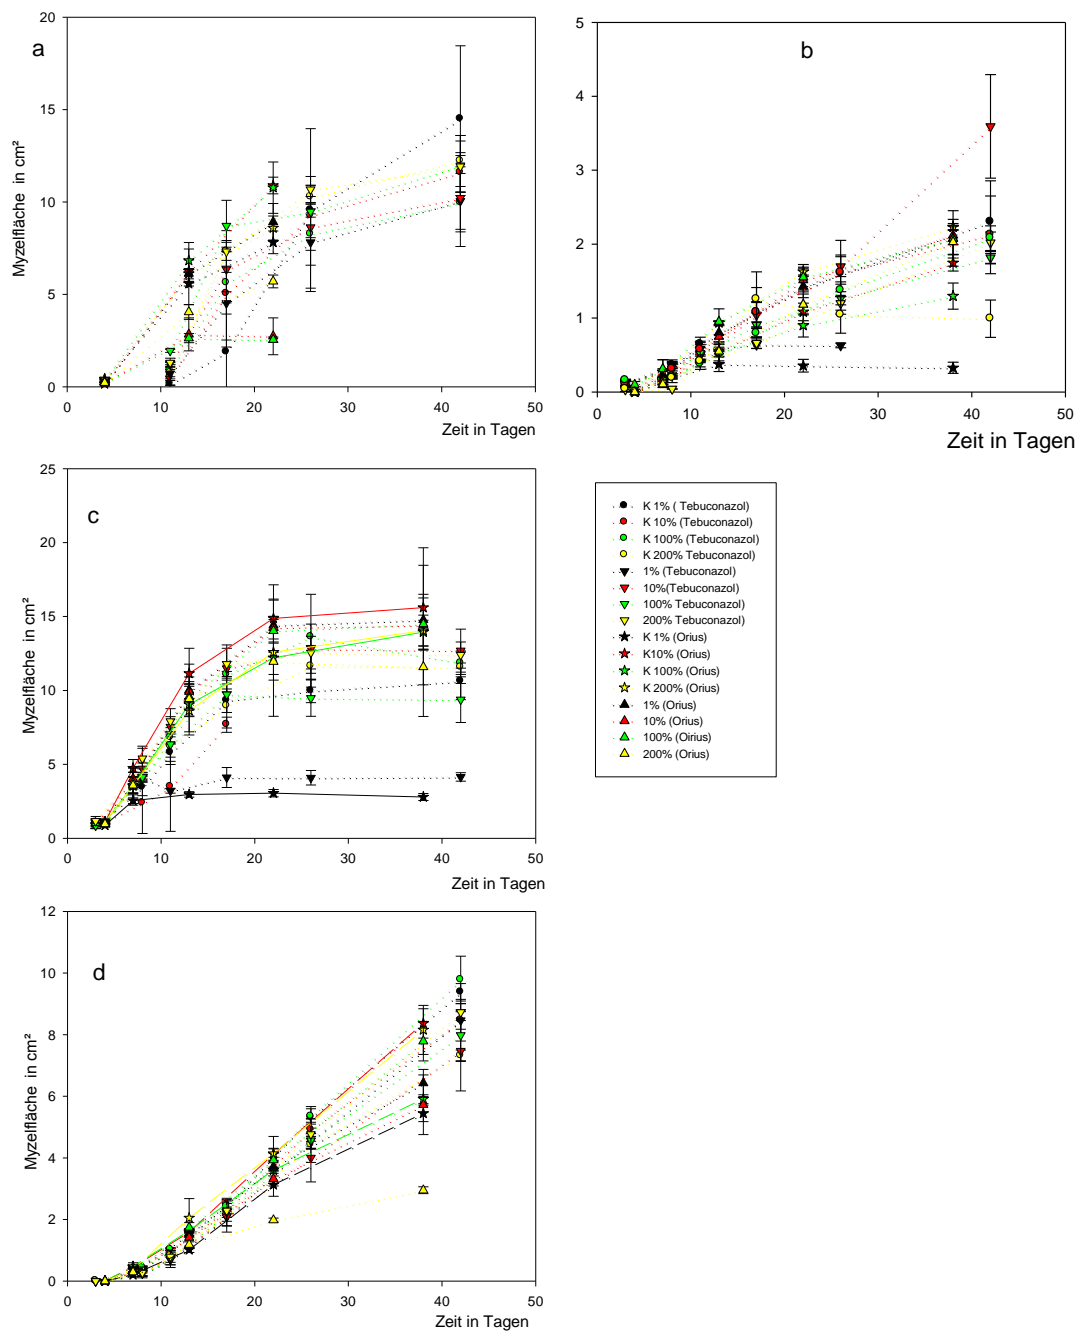 a
Myzelfläche in cm²
20
15
10
5
0
0 10 20 30 40 50
Zeit in Tagen
b
5
4
3
2
1
0
0 10 20 30 40 50
Zeit in Tagen
c
Myzelfläche in cm²
25
20
15
10
5
0
0 10 20 30 40 50
Zeit in Tagen
K 1% ( Tebuconazol)
K 10% (Tebuconazol)
K 100% (Tebuconazol)
K 200% Tebuconazol)
1% (Tebuconazol)
10%(Tebuconazol)
100% Tebuconazol)
200% Tebuconazol)
K 1% (Orius)
K10% (Orius)
K 100% (Orius)
K 200% (Orius)
1% (Orius)
10% (Orius)
100% (Oirius)
200% (Orius)
d
Myzelfläche in cm²
12
10
8
6
4
2
0
0 10 20 30 40 50
Zeit in Tagen